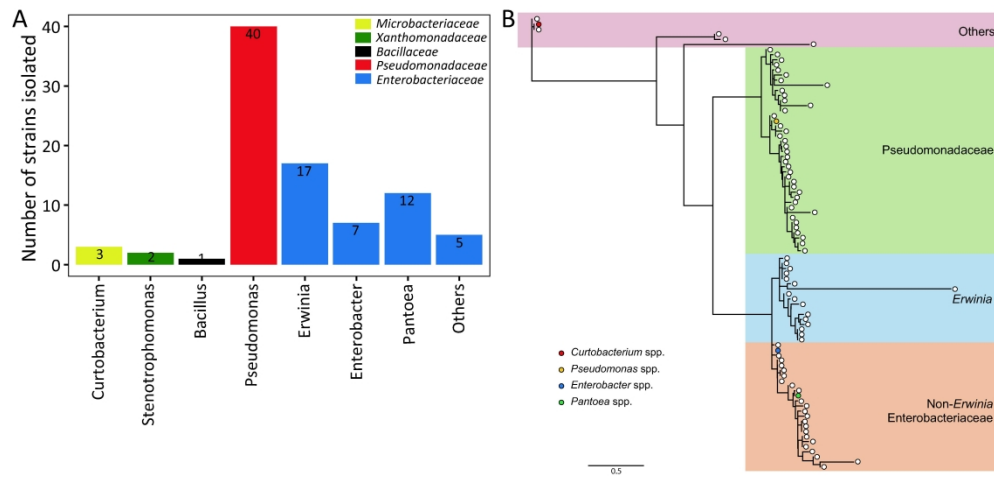 A
Number of strains isolated
40
30
20
10
0
Microbacteriaceae
Xanthomonadaceae
Bacillaceae
Pseudomonadaceae
Enterobacteriaceae
3
2
1
40
17
7
12
5
Curtobacterium
Stenotrophomonas
Bacillus
Pseudomonas
Erwinia
Enterobacter
Pantoea
Others
B
Others
Pseudomonadaceae
Erwinia
Non-Erwinia
Enterobacteriaceae
Curtobacterium spp.
Pseudomonas spp.
Enterobacter spp.
Pantoea spp.
0.5